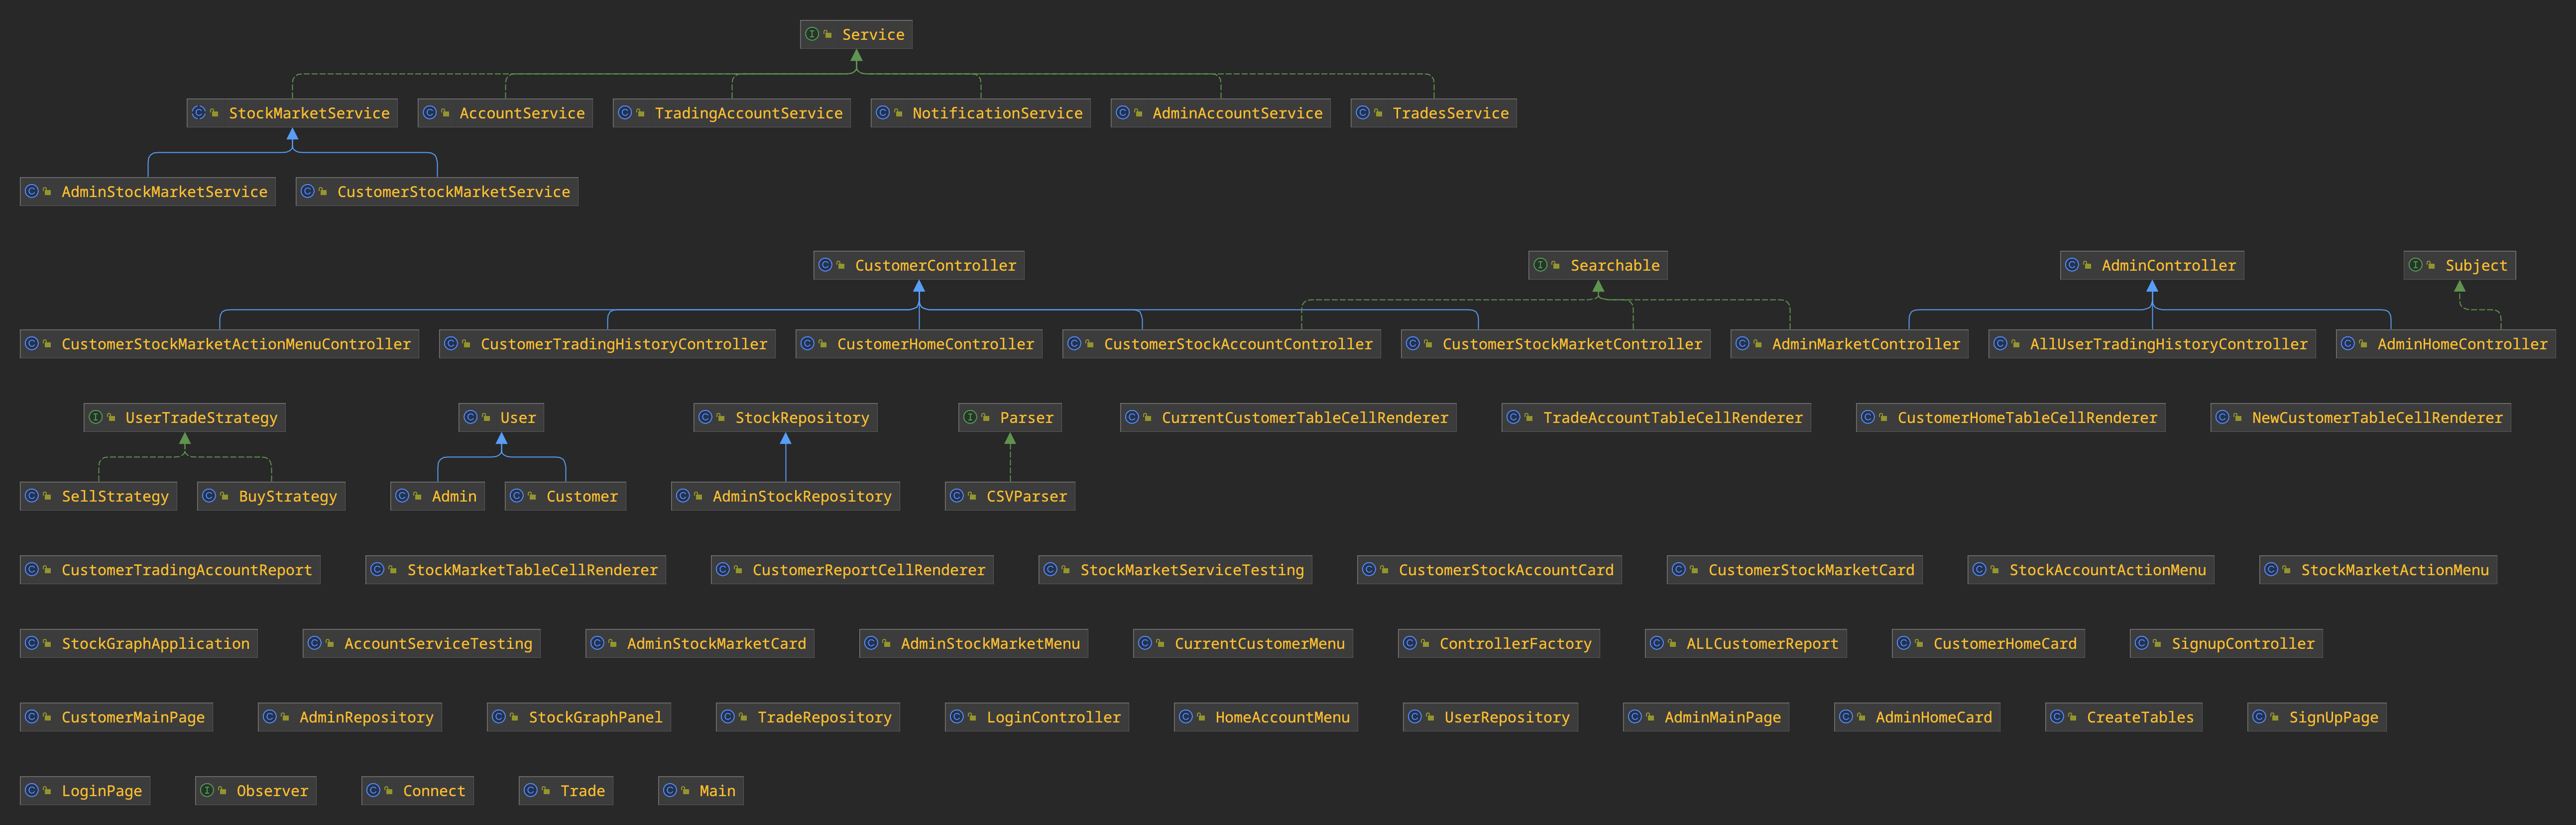 Service
StockMarketService AccountService TradingAccountService NotificationService AdminAccountService TradesService
AdminStockMarketService CustomerStockMarketService
CustomerController Searchable AdminController Subject
CustomerStockMarketActionMenuController CustomerTradingHistoryController CustomerHomeController CustomerStockAccountController CustomerStockMarketController AdminMarketController AllUserTradingHistoryController AdminHomeController
UserTradeStrategy User StockRepository Parser CurrentCustomerTableCellRenderer TradeAccountTableCellRenderer CustomerHomeTableCellRenderer NewCustomerTableCellRenderer
SellStrategy BuyStrategy Admin Customer AdminStockRepository CSVParser
CustomerTradingAccountReport StockMarketTableCellRenderer CustomerReportCellRenderer StockMarketServiceTesting CustomerStockAccountCard CustomerStockMarketCard StockAccountActionMenu StockMarketActionMenu
StockGraphApplication AccountServiceTesting AdminStockMarketCard AdminStockMarketMenu CurrentCustomerMenu ControllerFactory ALLCustomerReport CustomerHomeCard SignupController
CustomerMainPage AdminRepository StockGraphPanel TradeRepository LoginController HomeAccountMenu UserRepository AdminMainPage AdminHomeCard CreateTables SignUpPage
LoginPage Observer Connect Trade Main